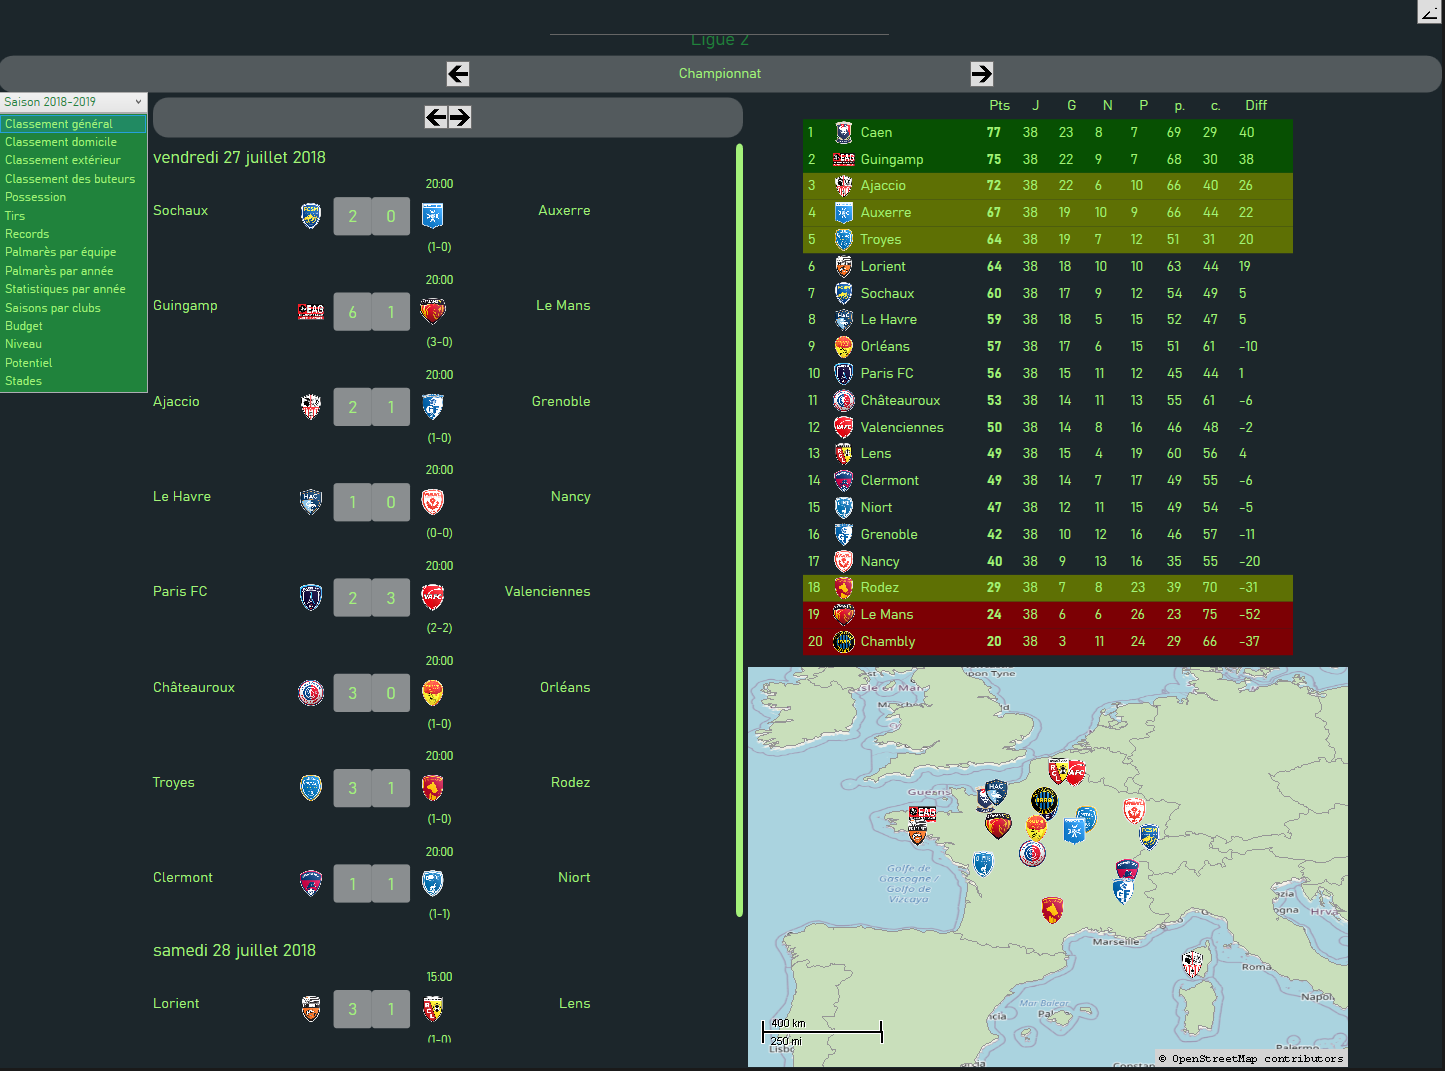 Ligue 2
Championnat
Saison 2018-2019
Classement général
Classement domicile
Classement extérieur
Classement des buteurs
Possession
Tirs
Records
Palmarès par équipe
Palmarès par année
Statistiques par année
Saisons par clubs
Budget
Niveau
Potentiel
Stades
vendredi 27 juillet 2018
20:00
Sochaux 2 0 Auxerre
(1-0)
20:00
Guingamp 6 1 Le Mans
(3-0)
20:00
Ajaccio 2 1 Grenoble
(1-0)
20:00
Le Havre 1 0 Nancy
(0-0)
20:00
Paris FC 2 3 Valenciennes
(2-2)
20:00
Châteauroux 3 0 Orléans
(1-0)
20:00
Troyes 3 1 Rodez
(1-0)
20:00
Clermont 1 1 Niort
(1-1)
samedi 28 juillet 2018
15:00
Lorient 3 1 Lens
(1-0)
Pts J G N P p. c. Diff
1 Caen 77 38 23 8 7 69 29 40
2 Guingamp 75 38 22 9 7 68 30 38
3 Ajaccio 72 38 22 6 10 66 40 26
4 Auxerre 67 38 19 10 9 66 44 22
5 Troyes 64 38 19 7 12 51 31 20
6 Lorient 64 38 18 10 10 63 44 19
7 Sochaux 60 38 17 9 12 54 49 5
8 Le Havre 59 38 18 5 15 52 47 5
9 Orléans 57 38 17 6 15 51 61 -10
10 Paris FC 56 38 15 11 12 45 44 1
11 Châteauroux 53 38 14 11 13 55 61 -6
12 Valenciennes 50 38 14 8 16 46 48 -2
13 Lens 49 38 15 4 19 60 56 4
14 Clermont 49 38 14 7 17 49 55 -6
15 Niort 47 38 12 11 15 49 54 -5
16 Grenoble 42 38 10 12 16 46 57 -11
17 Nancy 40 38 9 13 16 35 55 -20
18 Rodez 29 38 7 8 23 39 70 -31
19 Le Mans 24 38 6 6 26 23 75 -52
20 Chambly 20 38 3 11 24 29 66 -37
pon Tyne
Isle of Man
Guernsey
Golfe de
Gascogne /
Golfo de
Vizcaya
Marseille
Roma
Napol
ogna
Hrva
Mar Balear
Palermo
400 km
250 mi
© OpenStreetMap contributors